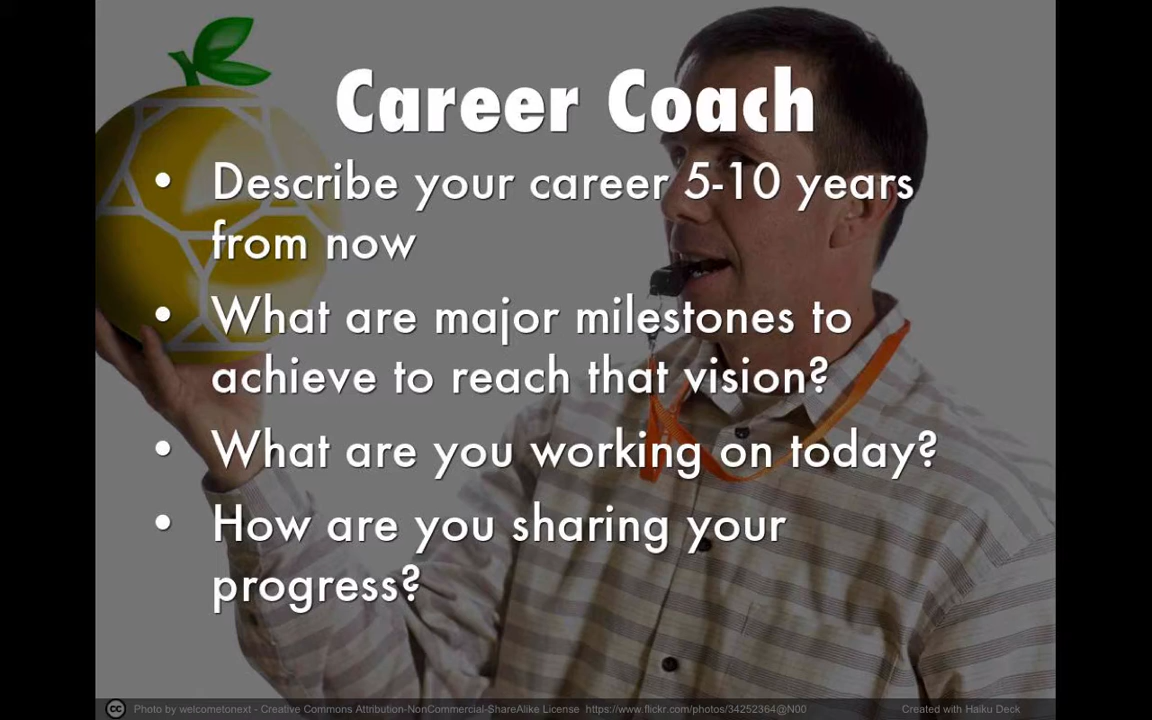 Career Coach
• Describe your career 5-10 years
from now
• What are major milestones to
achieve to reach that vision?
• What are you working on today?
• How are you sharing your
progress?
cc Photo by welcometonext - Creative Commons Attribution-NonCommercial-ShareAlike License https://www.flickr.com/photos/34252364@N00 Created with Haiku Deck